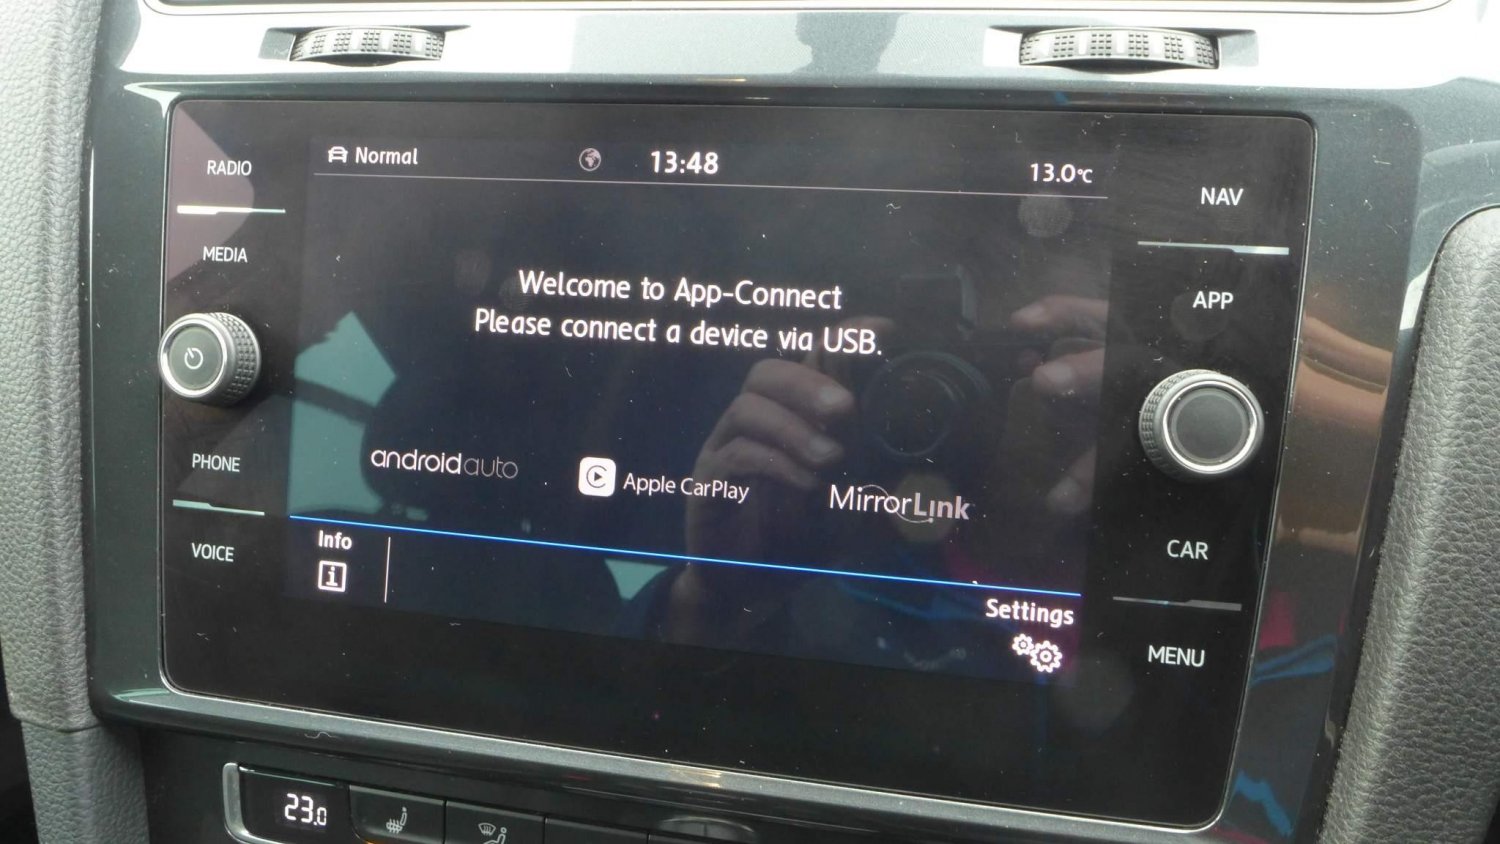 RADIO
MEDIA
PHONE
VOICE
Normal
13:48
13.0°C
Welcome to App-Connect
Please connect a device via USB.
androidauto
Apple CarPlay
MirrorLink
Info
i
Settings
NAV
APP
CAR
MENU
23.0